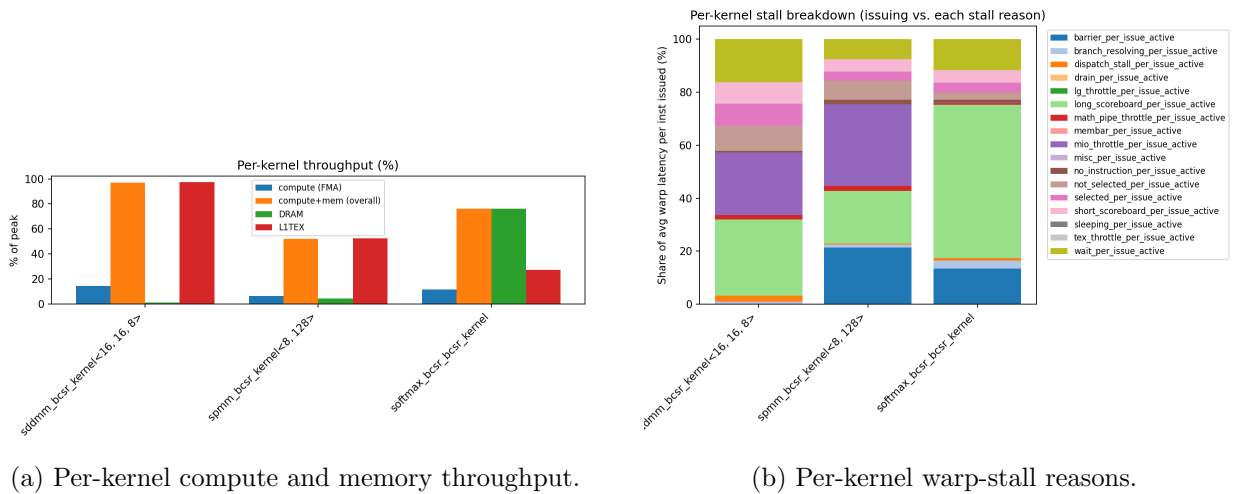 Per-kernel throughput (%)
% of peak
100
80
60
40
20
0
compute (FMA)
compute+mem (overall)
DRAM
L1TEX
sddmm_bcsr_kernel<16, 16, 8>
spmm_bcsr_kernel<8, 128>
softmax_bcsr_bcsr_kernel
(a) Per-kernel compute and memory throughput.
Per-kernel stall breakdown (issuing vs. each stall reason)
Share of avg warp latency per inst issued (%)
100
80
60
40
20
0
barrier_per_issue_active
branch_resolving_per_issue_active
dispatch_stall_per_issue_active
drain_per_issue_active
lg_throttle_per_issue_active
long_scoreboard_per_issue_active
math_pipe_throttle_per_issue_active
membar_per_issue_active
mio_throttle_per_issue_active
misc_per_issue_active
no_instruction_per_issue_active
not_selected_per_issue_active
selected_per_issue_active
short_scoreboard_per_issue_active
sleeping_per_issue_active
tex_throttle_per_issue_active
wait_per_issue_active
dmm_bcsr_kernel<16, 16, 8>
spmm_bcsr_kernel<8, 128>
softmax_bcsr_bcsr_kernel
(b) Per-kernel warp-stall reasons.